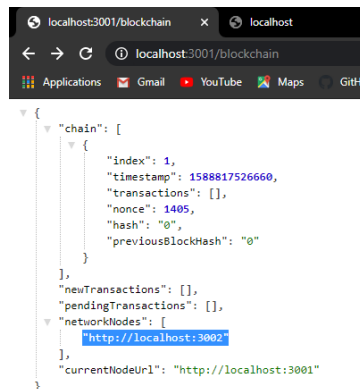 localhost:3001/blockchain
localhost
localhost:3001/blockchain
Applications Gmail YouTube Maps GitH
{
"chain": [
{
"index": 1,
"timestamp": 1588817526660,
"transactions": [],
"nonce": 1405,
"hash": "0",
"previousBlockHash": "0"
}
],
"newTransactions": [],
"pendingTransactions": [],
"networkNodes": [
"http://localhost:3002"
],
"currentNodeUrl": "http://localhost:3001"
}